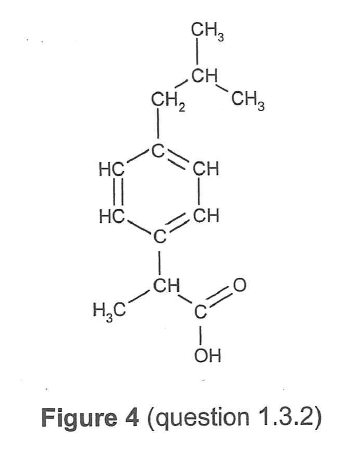 CH3
CH
CH2 CH3
C
HC CH
HC CH
C
CH O
H3C C
OH
Figure 4 (question 1.3.2)